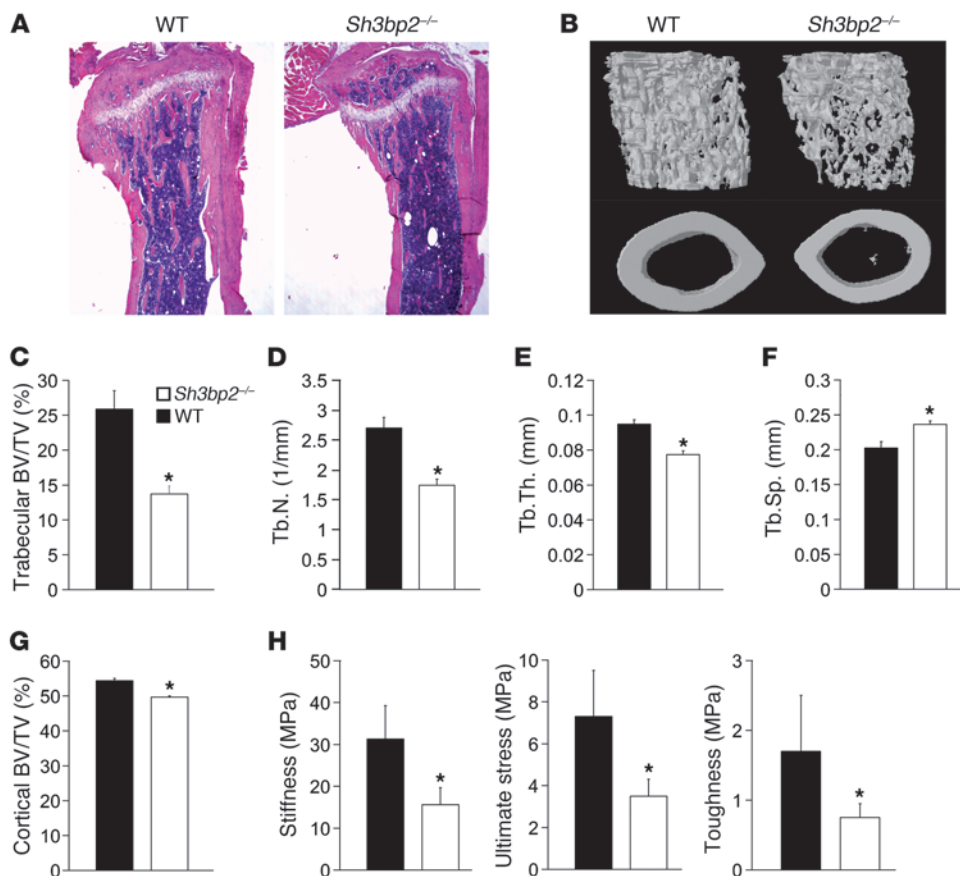 A
WT
Sh3bp2–/–
B
WT
Sh3bp2–/–
C
Trabecular BV/TV (%)
30
25
20
15
10
5
0
*
Sh3bp2–/–
WT
D
Tb.N. (1/mm)
3.5
3
2.5
2
1.5
1
0.5
0
*
E
Tb.Th. (mm)
0.12
0.1
0.08
0.06
0.04
0.02
0
*
F
Tb.Sp. (mm)
0.3
0.25
0.2
0.15
0.1
0.05
0
*
G
Cortical BV/TV (%)
60
50
40
30
20
10
0
*
H
Stiffness (MPa)
50
40
30
20
10
0
*
Ultimate stress (MPa)
10
8
6
4
2
0
*
Toughness (MPa)
3
2
1
0
*